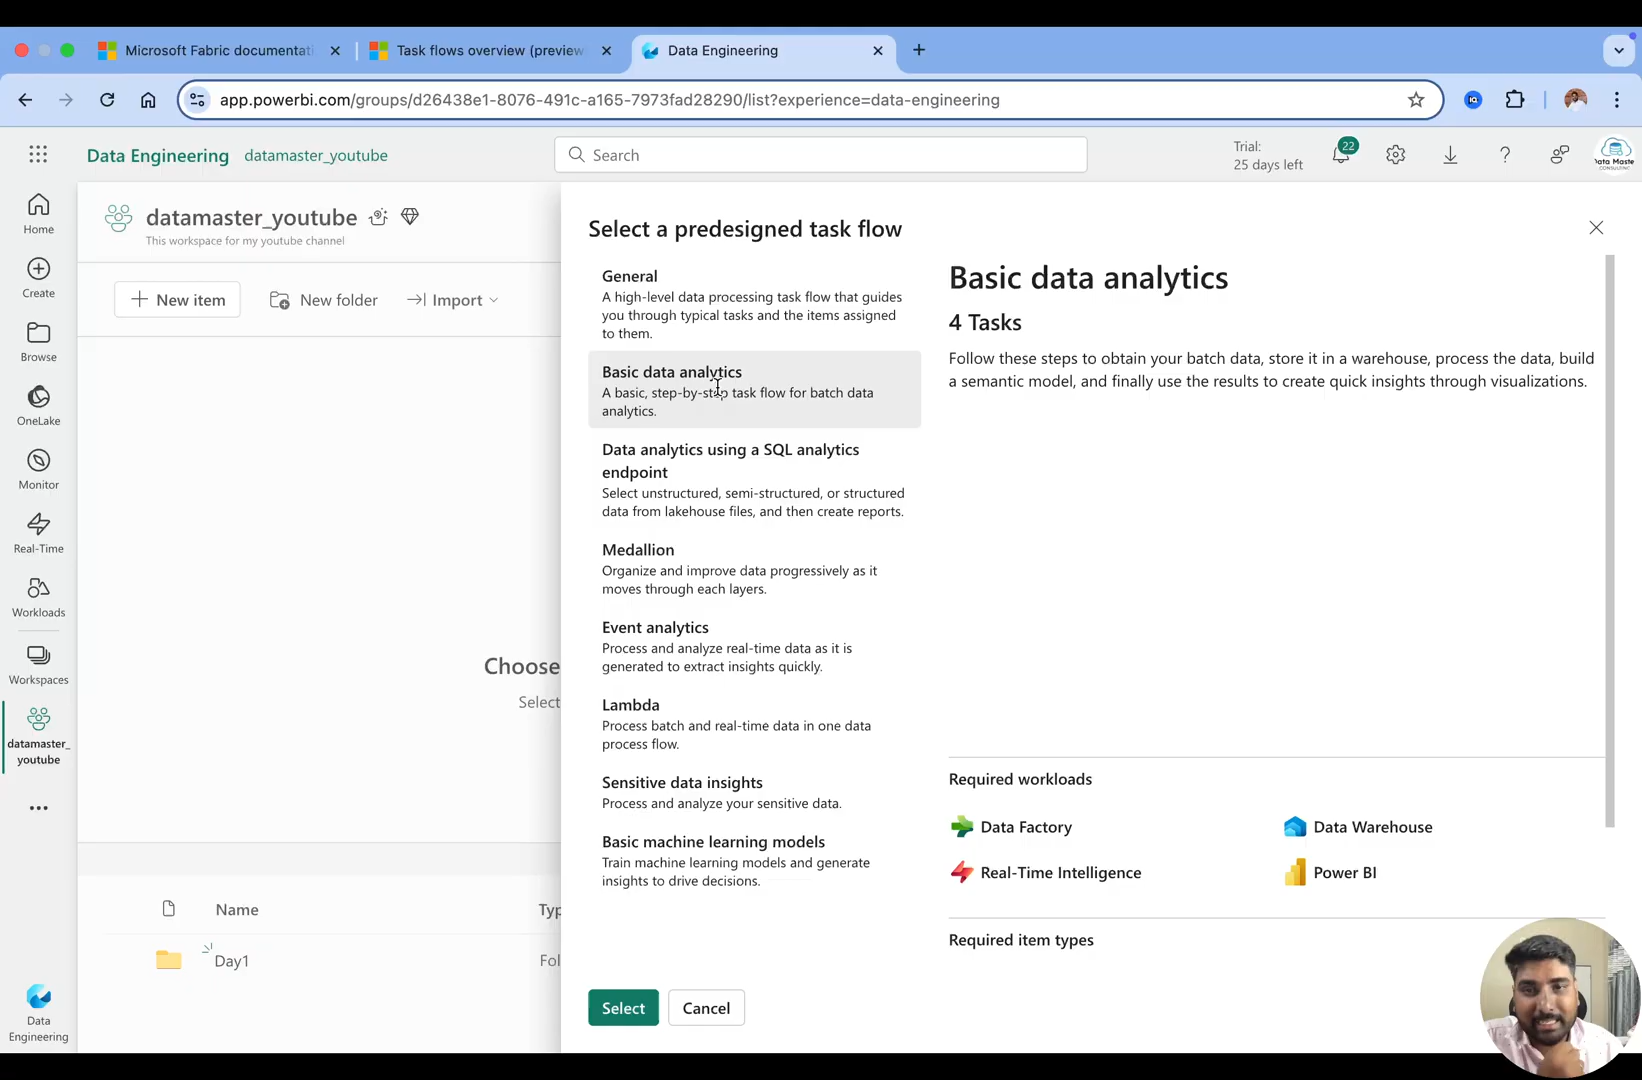 Microsoft Fabric documentati
Task flows overview (preview
Data Engineering
app.powerbi.com/groups/d26438e1-8076-491c-a165-7973fad28290/list?experience=data-engineering
Data Engineering
datamaster_youtube
Search
Trial:
25 days left
22
Home
Create
Browse
OneLake
Monitor
Real-Time
Workloads
Workspaces
datamaster_
youtube
Data
Engineering
datamaster_youtube
This workspace for my youtube channel
New item
New folder
Import
Choose
Select
Name
Typ
Day1
Fol
Select a predesigned task flow
General
A high-level data processing task flow that guides
you through typical tasks and the items assigned
to them.
Basic data analytics
A basic, step-by-step task flow for batch data
analytics.
Data analytics using a SQL analytics
endpoint
Select unstructured, semi-structured, or structured
data from lakehouse files, and then create reports.
Medallion
Organize and improve data progressively as it
moves through each layers.
Event analytics
Process and analyze real-time data as it is
generated to extract insights quickly.
Lambda
Process batch and real-time data in one data
process flow.
Sensitive data insights
Process and analyze your sensitive data.
Basic machine learning models
Train machine learning models and generate
insights to drive decisions.
Select
Cancel
Basic data analytics
4 Tasks
Follow these steps to obtain your batch data, store it in a warehouse, process the data, build
a semantic model, and finally use the results to create quick insights through visualizations.
Required workloads
Data Factory
Data Warehouse
Real-Time Intelligence
Power BI
Required item types